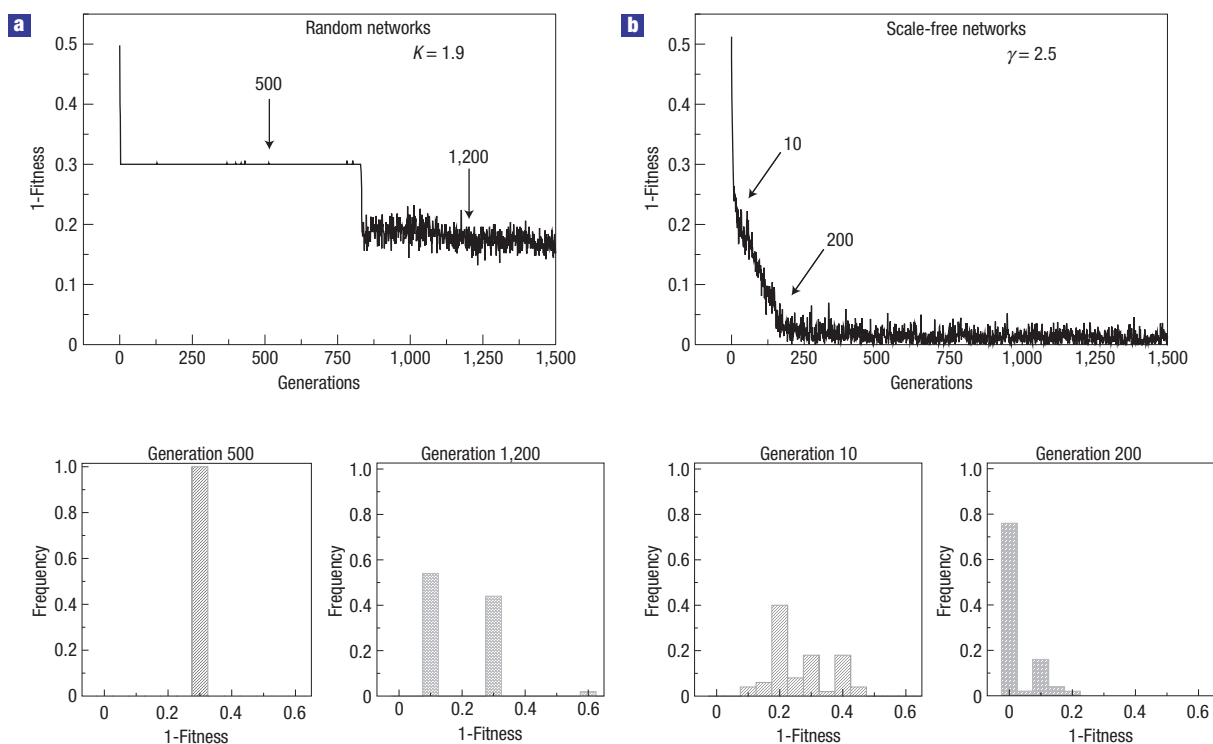 a
Random networks
K = 1.9
500
1,200
0.5
0.4
0.3
0.2
0.1
0
1-Fitness
0 250 500 750 1,000 1,250 1,500
Generations
b
Scale-free networks
γ = 2.5
10
200
0.5
0.4
0.3
0.2
0.1
0
1-Fitness
0 250 500 750 1,000 1,250 1,500
Generations
Generation 500
1.0
0.8
0.6
0.4
0.2
0
Frequency
0 0.2 0.4 0.6
1-Fitness
Generation 1,200
1.0
0.8
0.6
0.4
0.2
0
Frequency
0 0.2 0.4 0.6
1-Fitness
Generation 10
1.0
0.8
0.6
0.4
0.2
0
Frequency
0 0.2 0.4 0.6
1-Fitness
Generation 200
1.0
0.8
0.6
0.4
0.2
0
Frequency
0 0.2 0.4 0.6
1-Fitness